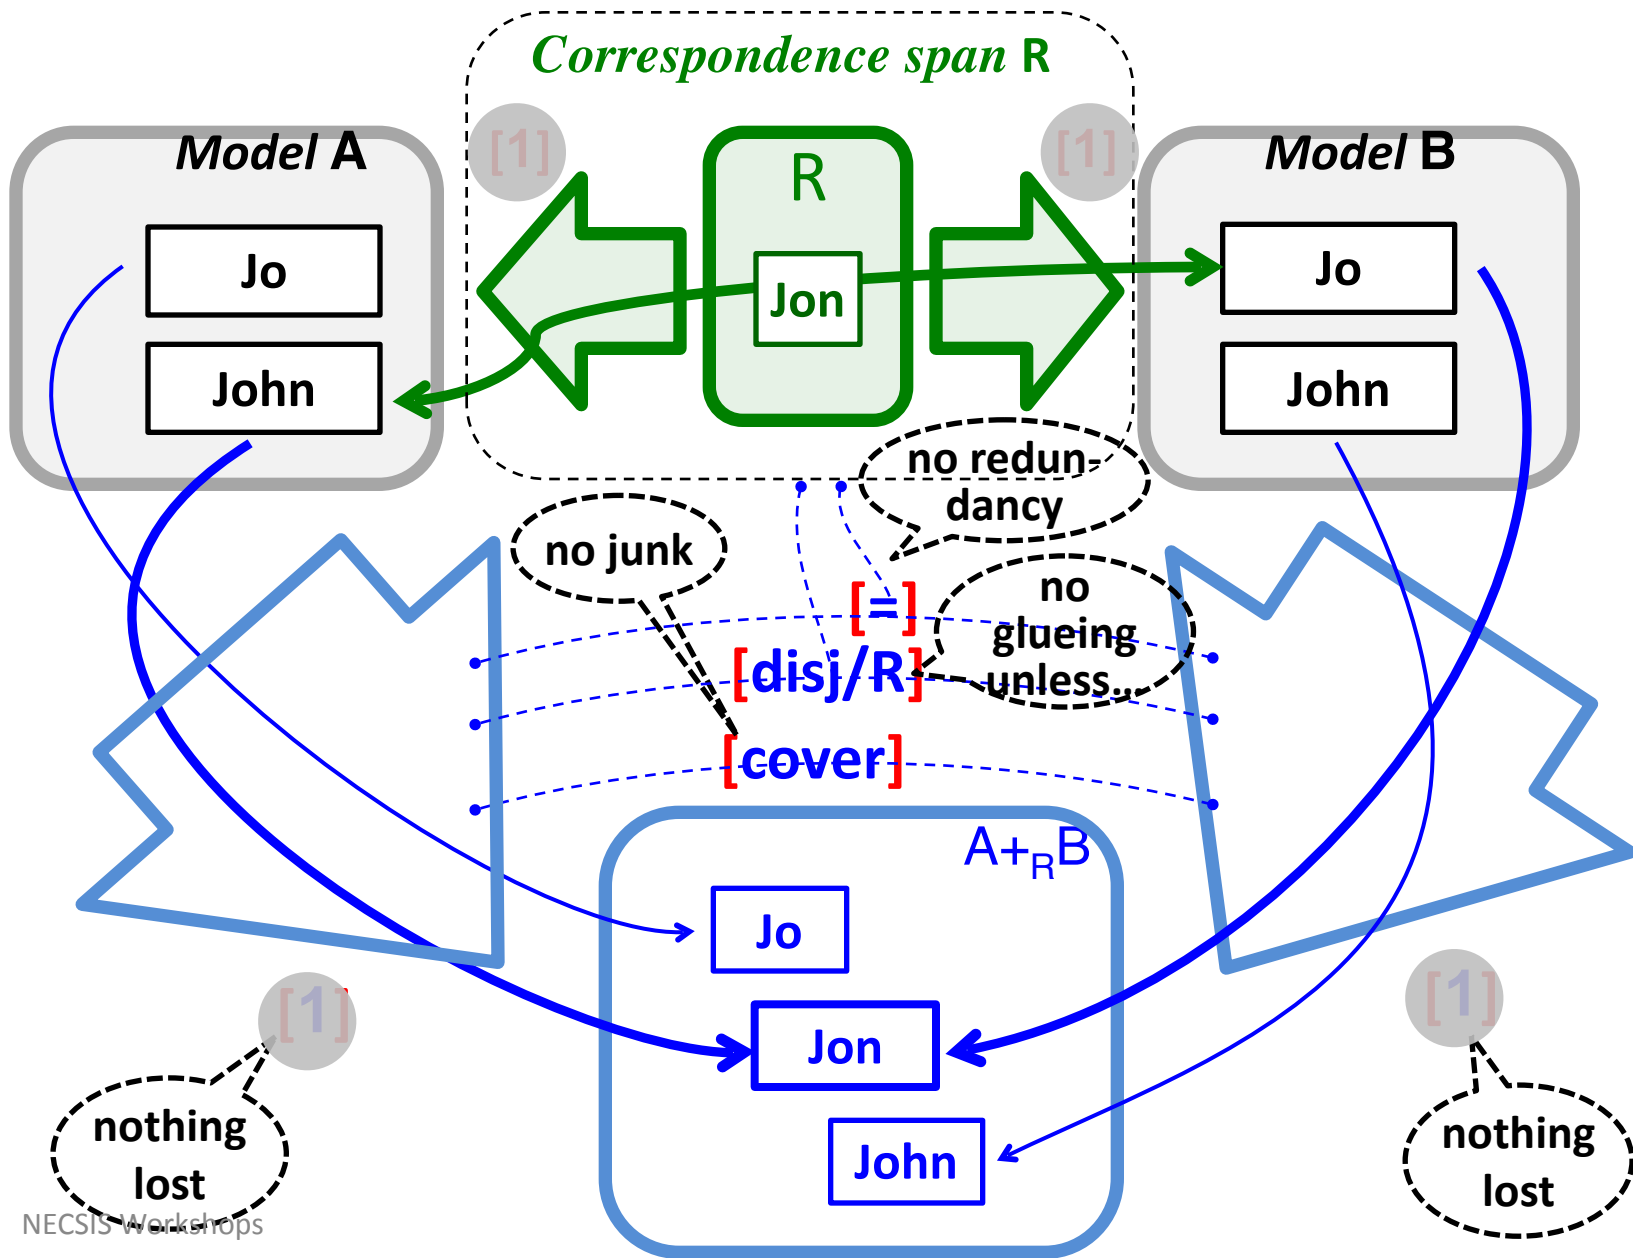 Correspondence span R
Model A
[1]
R
[1]
Model B
Jo
Jon
Jo
John
John
no redun-
dancy
no junk
[=]
no
glueing
unless...
[disj/R]
[cover]
A+RB
Jo
Jon
John
[1]
nothing
lost
[1]
nothing
lost
NECSIS Workshops